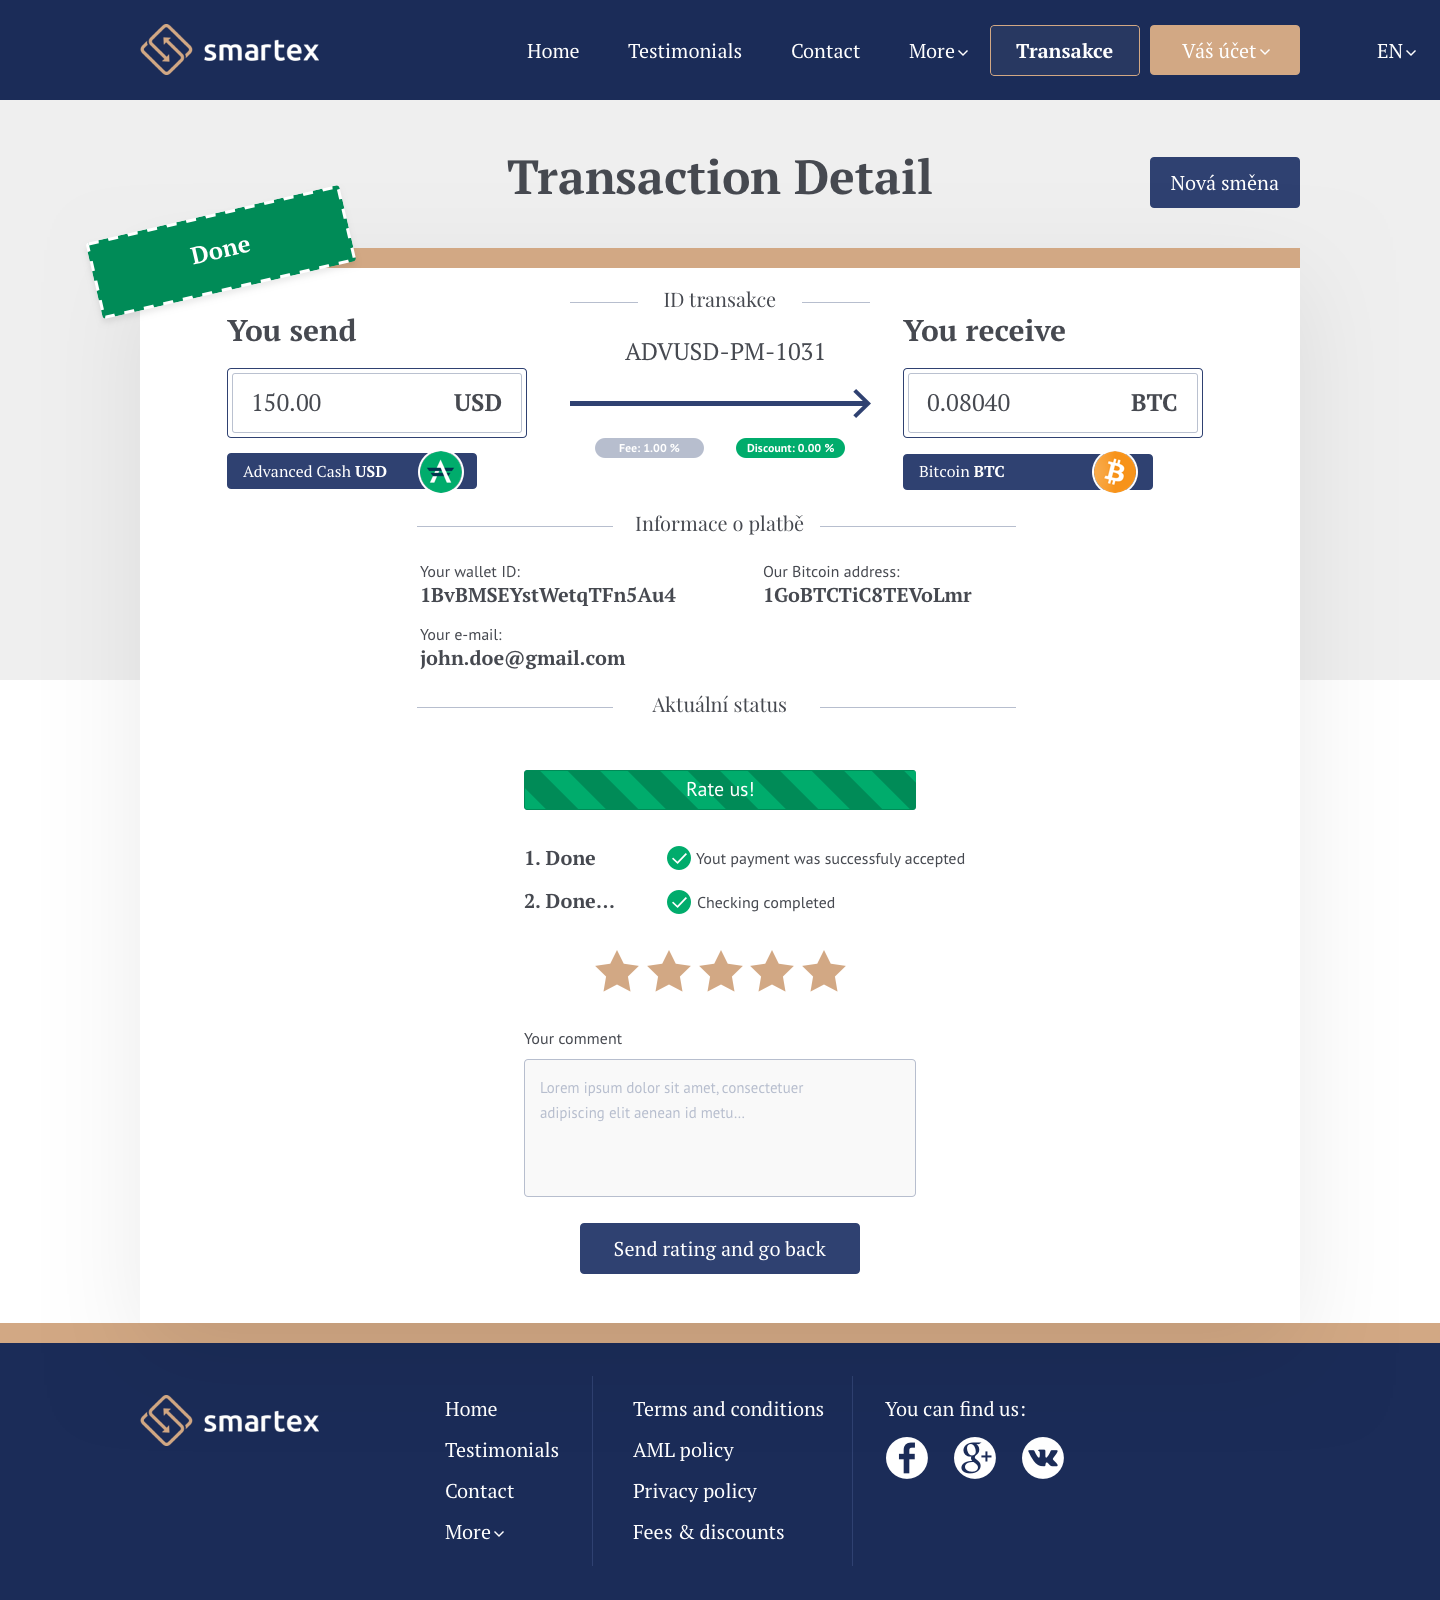 smartex
Home Testimonials Contact More Transakce Váš účet EN
Transaction Detail
Nová směna
Done
ID transakce
You send
ADVUSD-PM-1031
You receive
150.00 USD
0.08040 BTC
Fee: 1.00 %
Discount: 0.00 %
Advanced Cash USD
Bitcoin BTC
Informace o platbě
Your wallet ID:
1BvBMSEYstWetqTFn5Au4
Our Bitcoin address:
1GoBTCTiC8TEVoLmr
Your e-mail:
john.doe@gmail.com
Aktuální status
Rate us!
1. Done
Yout payment was successfuly accepted
2. Done...
Checking completed
Your comment
Lorem ipsum dolor sit amet, consectetuer
adipiscing elit aenean id metu...
Send rating and go back
smartex
Home
Testimonials
Contact
More
Terms and conditions
AML policy
Privacy policy
Fees & discounts
You can find us: